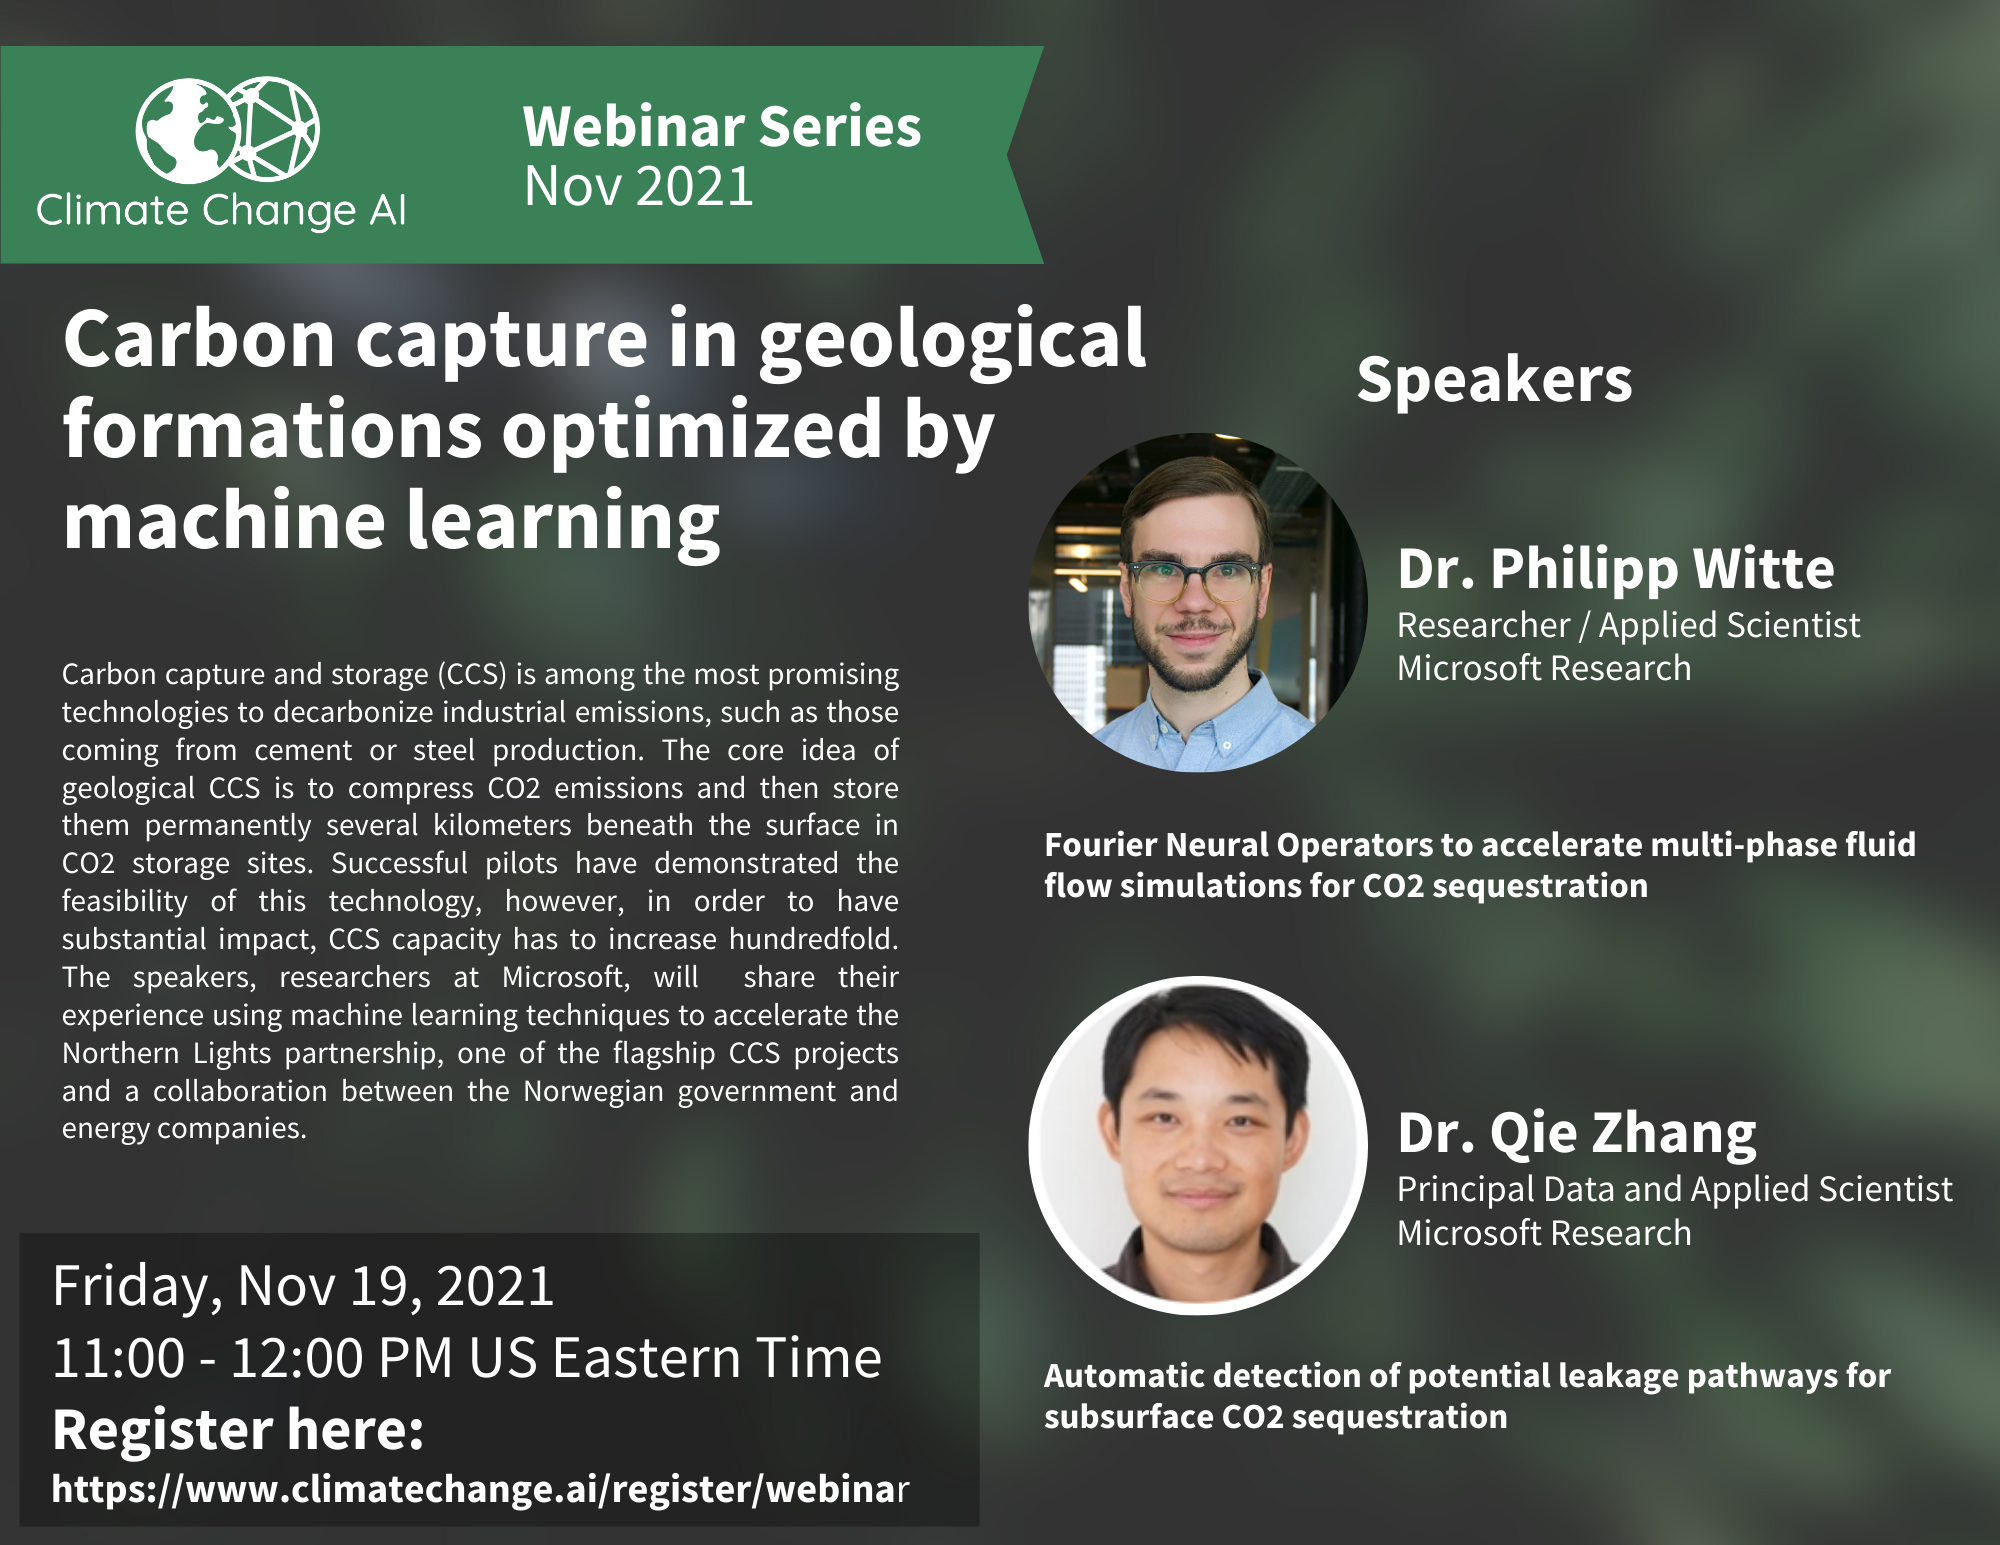 Climate Change AI
Webinar Series
Nov 2021
Carbon capture in geological
formations optimized by
machine learning
Carbon capture and storage (CCS) is among the most promising
technologies to decarbonize industrial emissions, such as those
coming from cement or steel production. The core idea of
geological CCS is to compress CO2 emissions and then store
them permanently several kilometers beneath the surface in
CO2 storage sites. Successful pilots have demonstrated the
feasibility of this technology, however, in order to have
substantial impact, CCS capacity has to increase hundredfold.
The speakers, researchers at Microsoft, will share their
experience using machine learning techniques to accelerate the
Northern Lights partnership, one of the flagship CCS projects
and a collaboration between the Norwegian government and
energy companies.
Friday, Nov 19, 2021
11:00 - 12:00 PM US Eastern Time
Register here:
https://www.climatechange.ai/register/webinar
Speakers
Dr. Philipp Witte
Researcher / Applied Scientist
Microsoft Research
Fourier Neural Operators to accelerate multi-phase fluid
flow simulations for CO2 sequestration
Dr. Qie Zhang
Principal Data and Applied Scientist
Microsoft Research
Automatic detection of potential leakage pathways for
subsurface CO2 sequestration